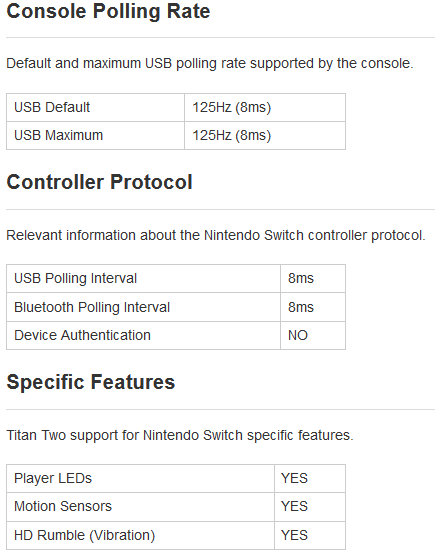 Console Polling Rate
Default and maximum USB polling rate supported by the console.
USB Default 125Hz (8ms)
USB Maximum 125Hz (8ms)
Controller Protocol
Relevant information about the Nintendo Switch controller protocol.
USB Polling Interval 8ms
Bluetooth Polling Interval 8ms
Device Authentication NO
Specific Features
Titan Two support for Nintendo Switch specific features.
Player LEDs YES
Motion Sensors YES
HD Rumble (Vibration) YES